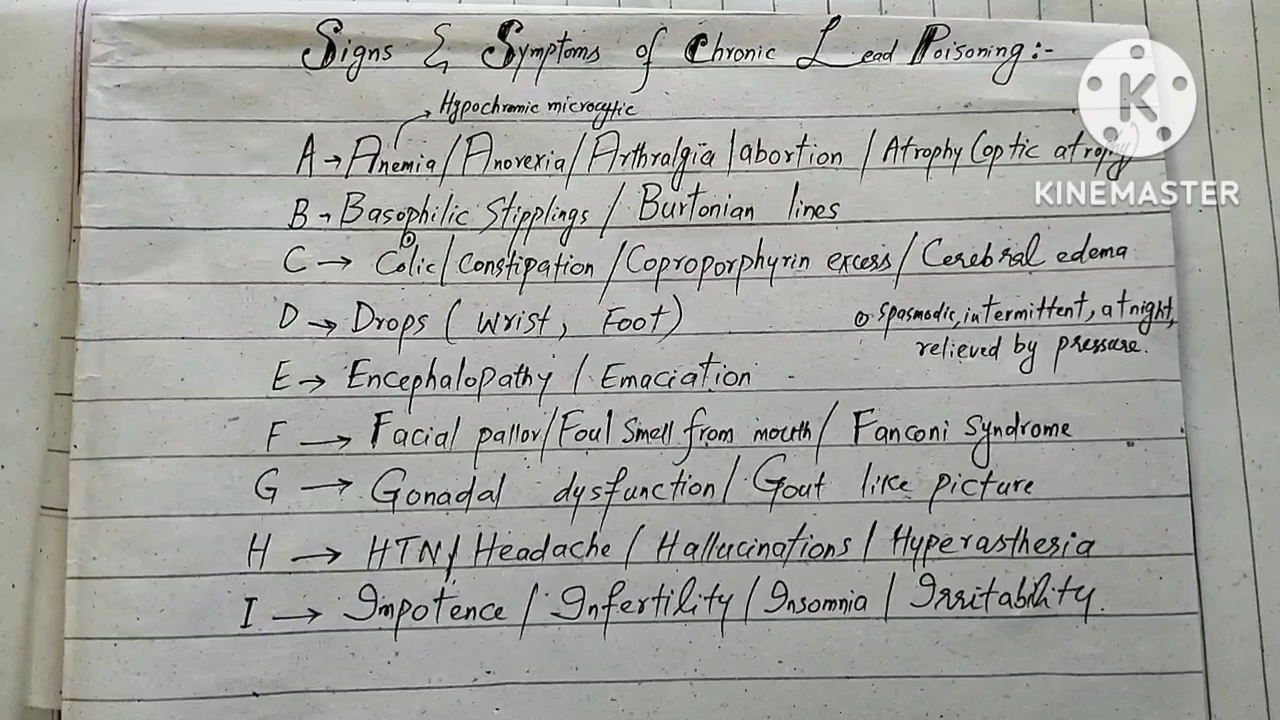 Signs & Symptoms of Chronic Lead Poisoning:-
Hypochromic microcytic
A → Anemia / Anorexia / Arthralgia / abortion / Atrophy (optic atrophy)
B → Basophilic Stipplings / Burtonian lines
C → Colic / Constipation / Coproporphyrin excess / Cerebral edema
D → Drops ( Wrist, Foot)
⊙ spasmodic, intermittent, at night,
relieved by pressure.
E → Encephalopathy / Emaciation
F → Facial pallor / Foul Smell from mouth / Fanconi Syndrome
G → Gonadal dysfunction / Gout like picture
H → HTN / Headache / Hallucinations / Hyperasthesia
I → Impotence / Infertility / Insomnia / Irritability.
K
KINEMASTER